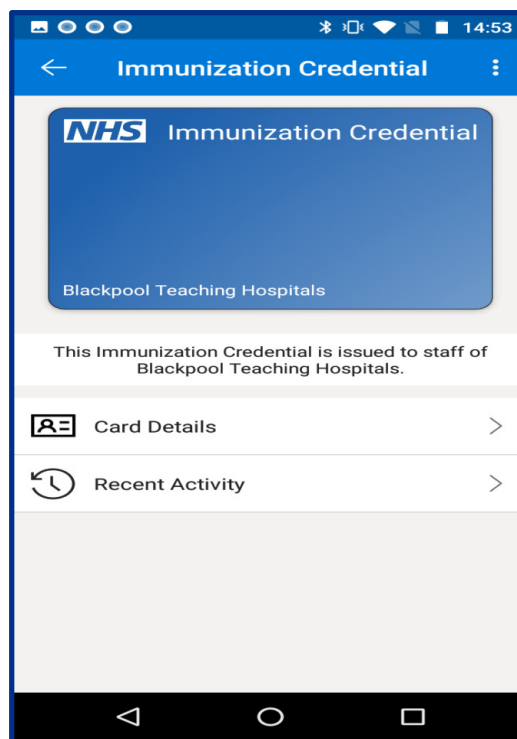 14:53
Immunization Credential
NHS Immunization Credential
Blackpool Teaching Hospitals
This Immunization Credential is issued to staff of
Blackpool Teaching Hospitals.
Card Details
Recent Activity